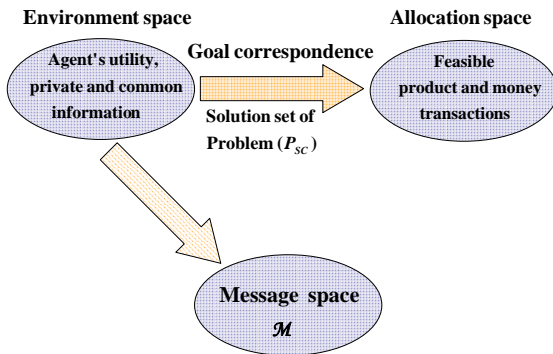 Environment space
Allocation space
Agent's utility,
private and common
information
Goal correspondence
Solution set of
Problem (P_SC)
Feasible
product and money
transactions
Message space
ℳ